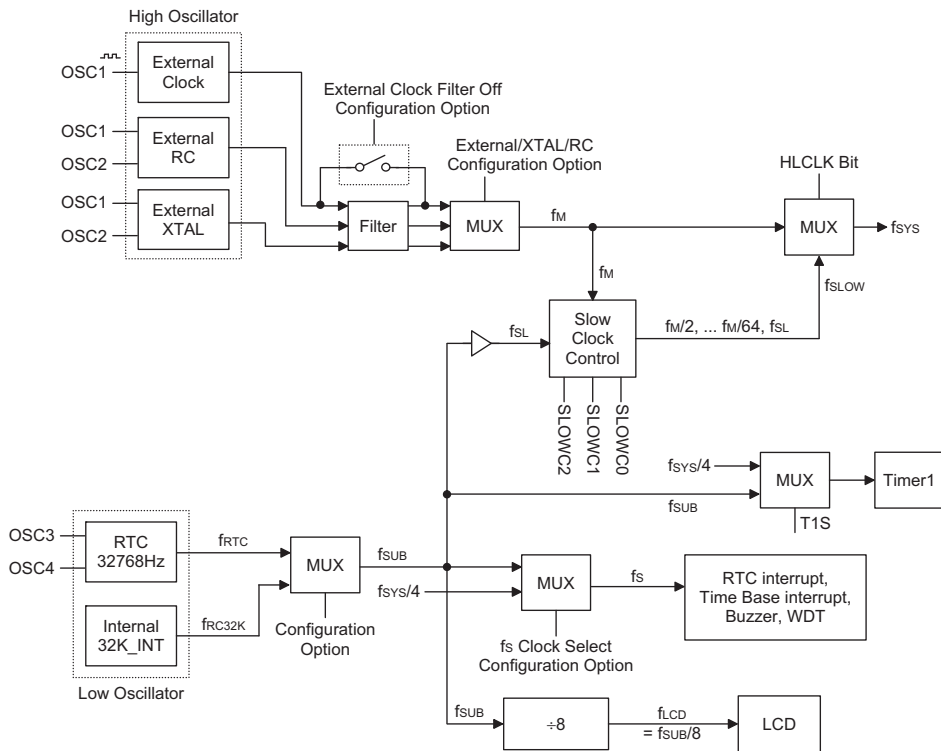 High Oscillator
OSC1
External
Clock
OSC1
OSC2
External
RC
OSC1
OSC2
External
XTAL
External Clock Filter Off
Configuration Option
Filter
External/XTAL/RC
Configuration Option
MUX
fM
HLCLK Bit
MUX
fSYS
fM
fSLOW
fSL
Slow
Clock
Control
fM/2, ... fM/64, fSL
SLOWC2
SLOWC1
SLOWC0
fSYS/4
fSUB
MUX
T1S
Timer1
OSC3
OSC4
RTC
32768Hz
fRTC
Internal
32K_INT
fRC32K
Low Oscillator
MUX
Configuration
Option
fSUB
fSYS/4
MUX
fS
fS Clock Select
Configuration Option
RTC interrupt,
Time Base interrupt,
Buzzer, WDT
fSUB
÷8
fLCD
= fSUB/8
LCD